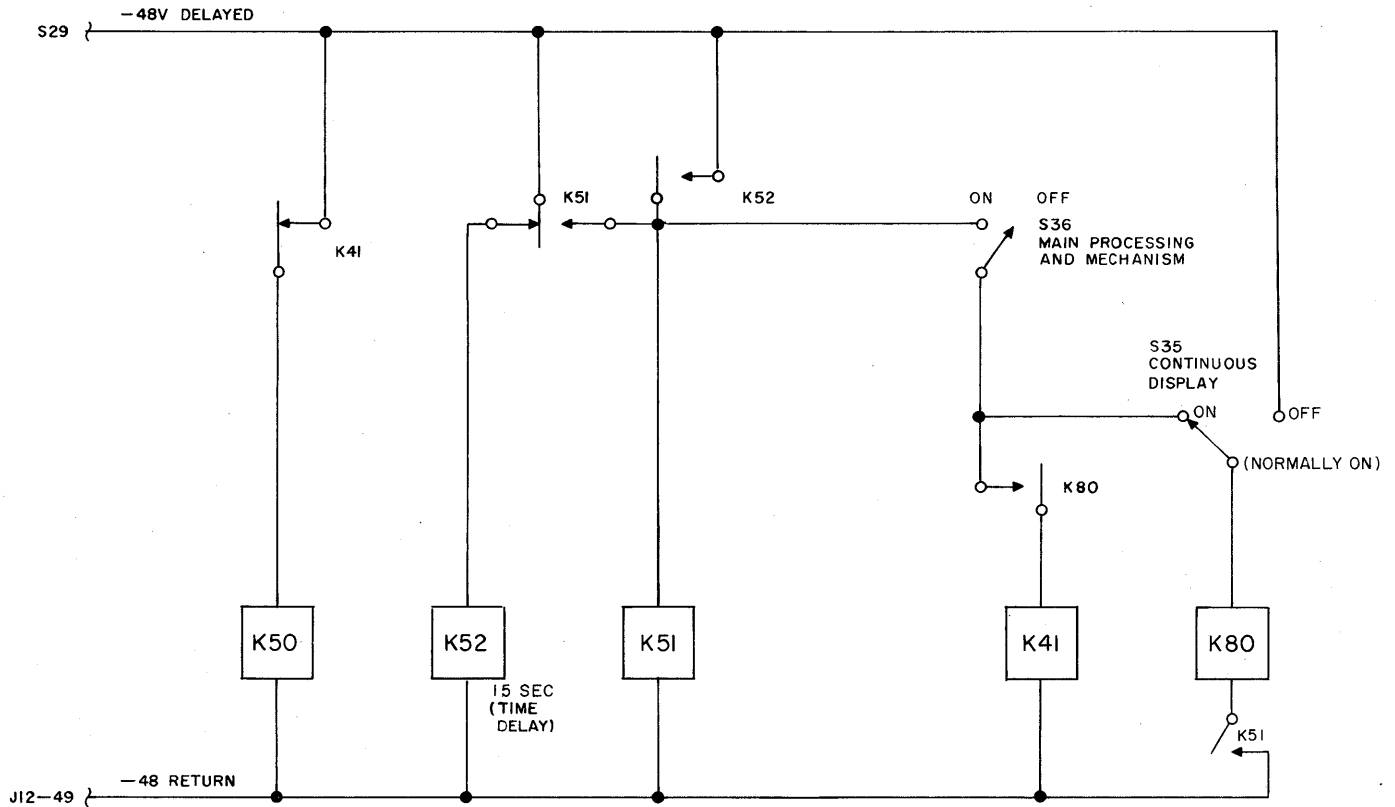 −48V DELAYED
S29
K51
K52
ON OFF
S36
MAIN PROCESSING
AND MECHANISM
K41
S35
CONTINUOUS
DISPLAY
ON
OFF
(NORMALLY ON)
K80
K50
K52
K51
K41
K80
15 SEC
(TIME
DELAY)
K51
−48 RETURN
J12−49